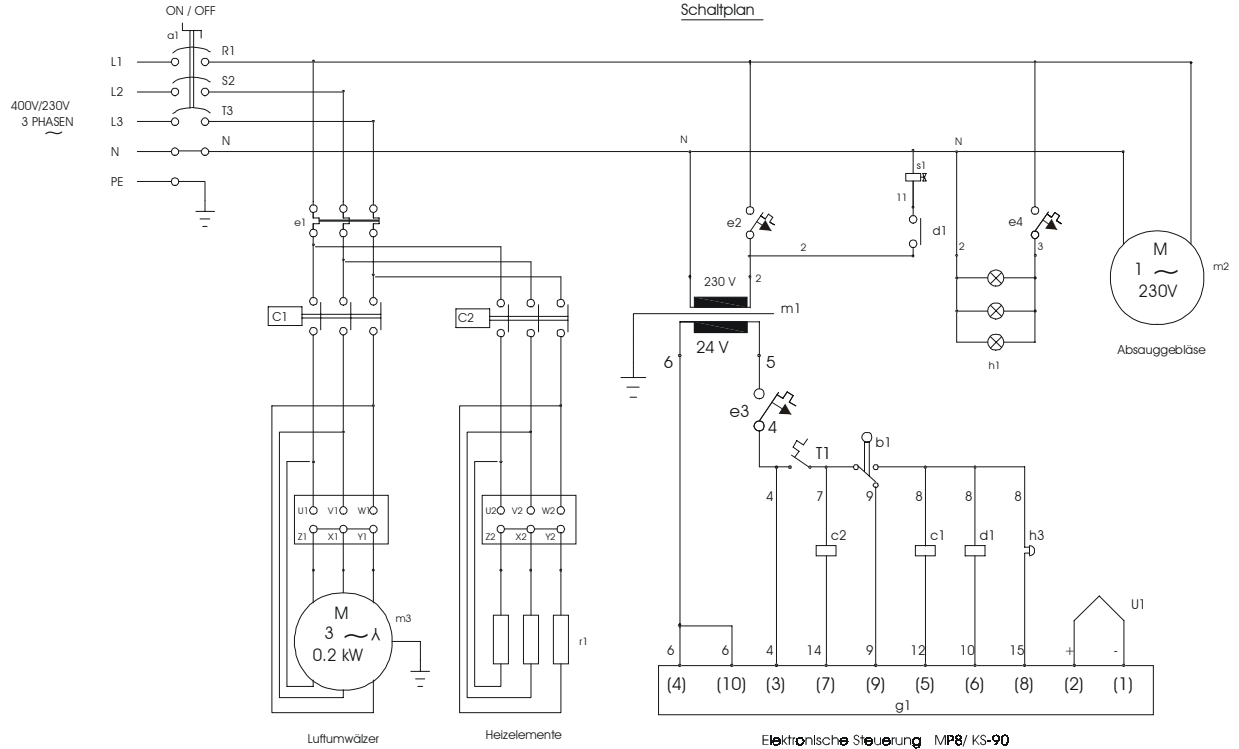 Schaltplan
ON / OFF
a1
R1
L1
S2
L2
400V/230V
3 PHASEN
T3
L3
N
N
N
N
PE
s1
11
e1
e2
d1
e4
2
2
3
M
1 ~
230V
m2
230 V
2
m1
C1
C2
24 V
6
5
h1
Absauggebläse
e3
4
T1
b1
4
7
9
8
8
8
U1
V1
W1
U2
V2
W2
Z1
X1
Y1
Z2
X2
Y2
c2
c1
d1
h3
M
3 ~
0.2 kW
m3
r1
U1
6
6
4
14
9
12
10
15
+
-
(4)
(10)
(3)
(7)
(9)
(5)
(6)
(8)
(2)
(1)
g1
Luftumwälzer
Heizelemente
Elektronische Steuerung MP8/ KS-90